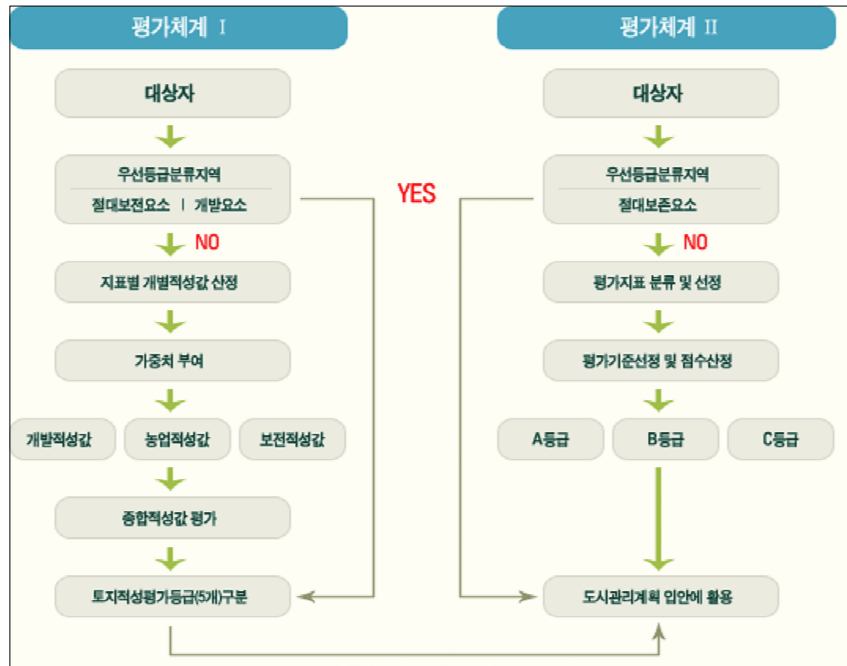 평가체계 Ⅰ
대상자
우선등급분류지역
절대보전요소 | 개발요소
NO
지표별 개별적성값 산정
가중치 부여
개발적성값
농업적성값
보전적성값
종합적성값 평가
토지적성평가등급(5개)구분
YES
평가체계 Ⅱ
대상자
우선등급분류지역
절대보존요소
NO
평가지표 분류 및 선정
평가기준선정 및 점수산정
A등급
B등급
C등급
도시관리계획 입안에 활용